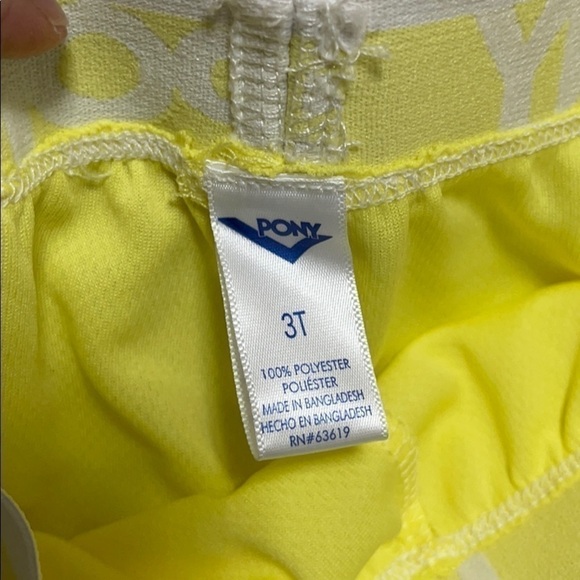 PONY
3T
100% POLYESTER
POLIÉSTER
MADE IN BANGLADESH
HECHO EN BANGLADESH
RN#63619